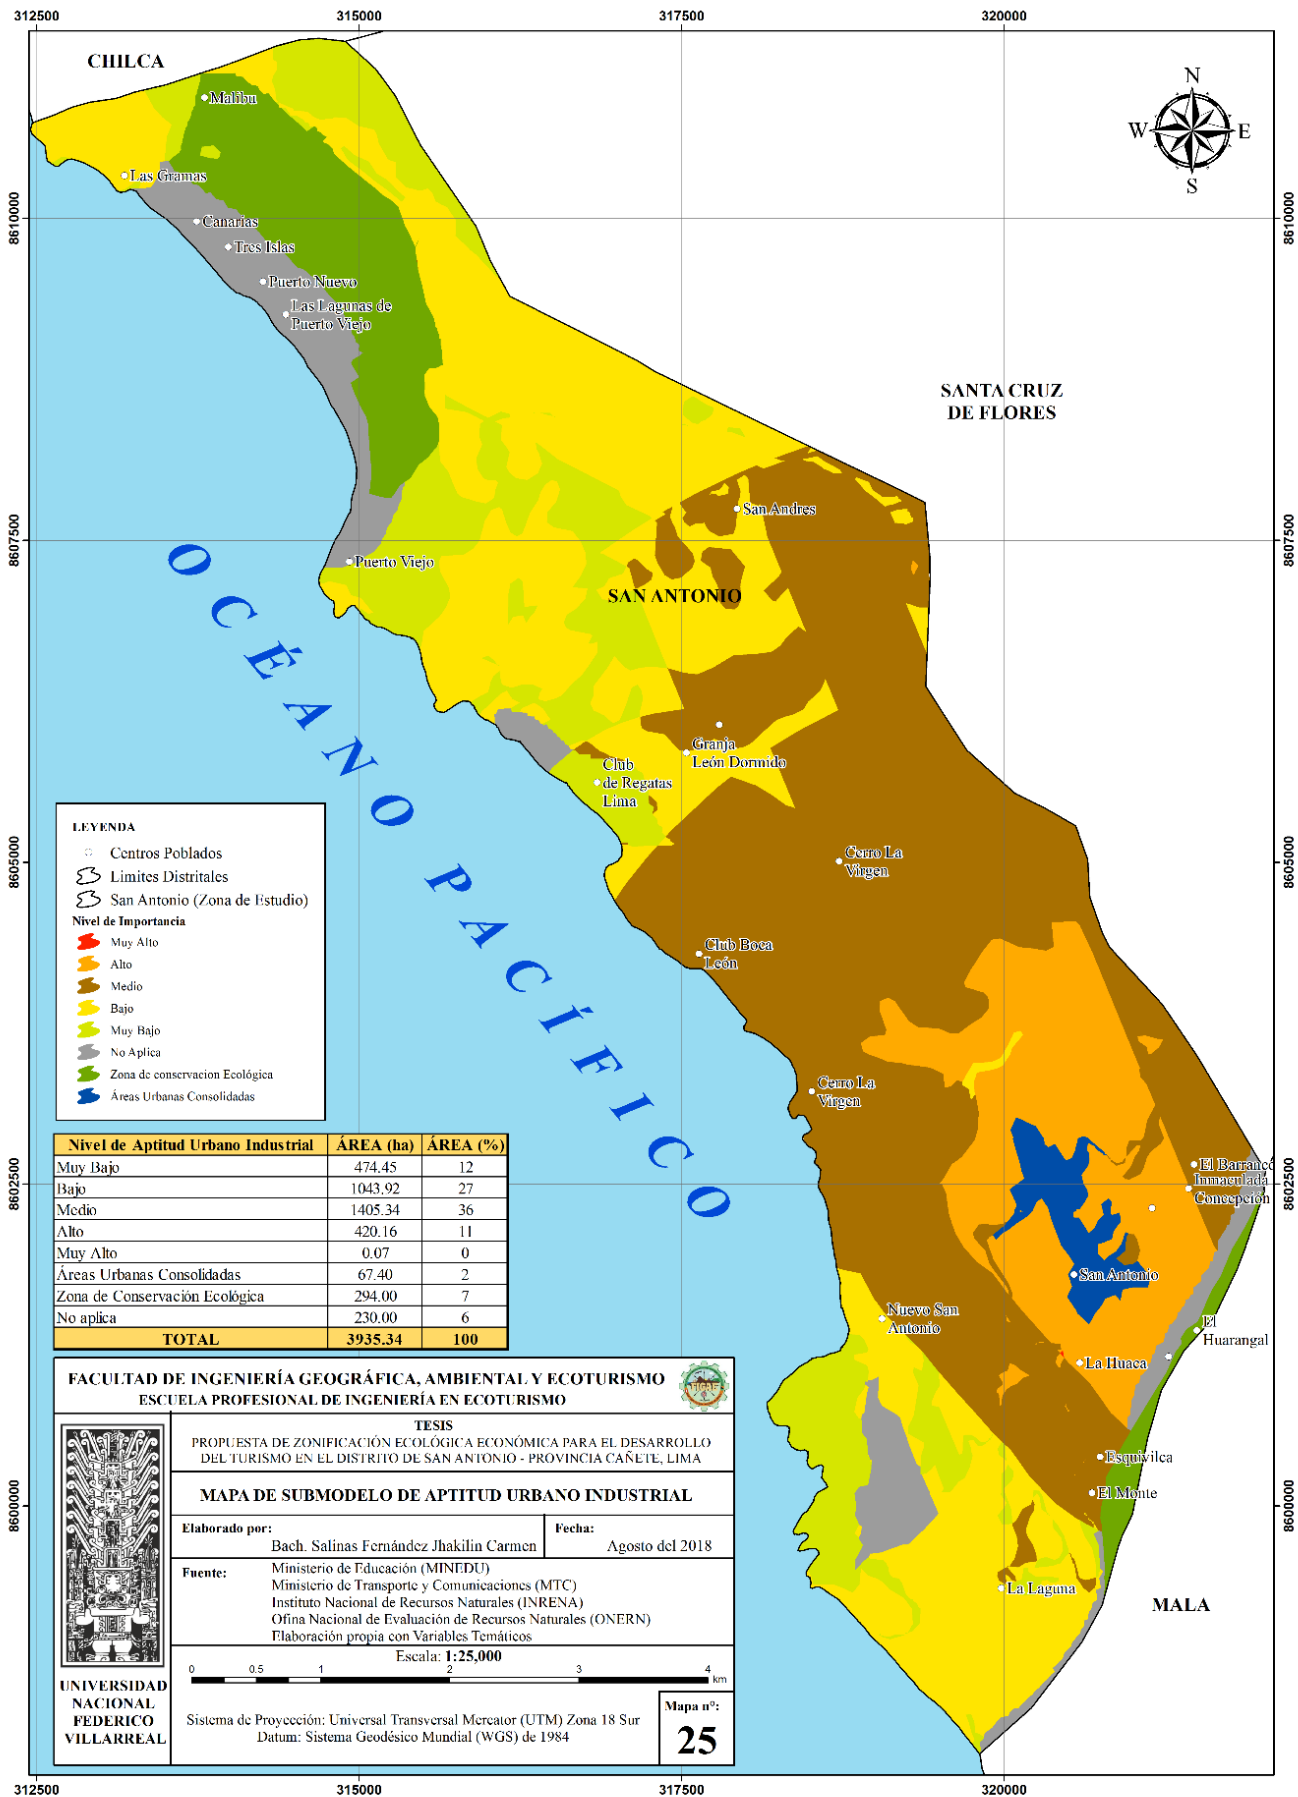 312500
315000
317500
320000
CHILCA
N
W
E
S
Malibu
Las Gramas
8610000
8610000
Canarias
Tres Islas
Puerto Nuevo
Las Lagunas de
Puerto Viejo
SANTA CRUZ
DE FLORES
San Andres
8607500
8607500
Puerto Viejo
SAN ANTONIO
OCÉANO PACÍFICO
Granja
León Dormido
Club
de Regatas
Lima
8605000
8605000
Cerro La
Virgen
Club Boca
León
Cerro La
Virgen
LEYENDA
Centros Poblados
Limites Distritales
San Antonio (Zona de Estudio)
Nivel de Importancia
Muy Alto
Alto
Medio
Bajo
Muy Bajo
No Aplica
Zona de conservacion Ecológica
Áreas Urbanas Consolidadas
El Barranco
Inmaculada
Concepción
8602500
8602500
San Antonio
Nuevo San
Antonio
El
Huarangal
La Huaca
Esquivilca
El Monte
8600000
8600000
La Laguna
MALA
Nivel de Aptitud Urbano Industrial ÁREA (ha) ÁREA (%)
Muy Bajo 474.45 12
Bajo 1043.92 27
Medio 1405.34 36
Alto 420.16 11
Muy Alto 0.07 0
Áreas Urbanas Consolidadas 67.40 2
Zona de Conservación Ecológica 294.00 7
No aplica 230.00 6
TOTAL 3935.34 100
FACULTAD DE INGENIERÍA GEOGRÁFICA, AMBIENTAL Y ECOTURISMO
ESCUELA PROFESIONAL DE INGENIERÍA EN ECOTURISMO
FIGAE
TESIS
PROPUESTA DE ZONIFICACIÓN ECOLÓGICA ECONÓMICA PARA EL DESARROLLO
DEL TURISMO EN EL DISTRITO DE SAN ANTONIO - PROVINCIA CAÑETE, LIMA
MAPA DE SUBMODELO DE APTITUD URBANO INDUSTRIAL
Elaborado por:
Bach. Salinas Fernández Jhakilin Carmen
Fecha:
Agosto del 2018
Fuente:
Ministerio de Educación (MINEDU)
Ministerio de Transporte y Comunicaciones (MTC)
Instituto Nacional de Recursos Naturales (INRENA)
Ofina Nacional de Evaluación de Recursos Naturales (ONERN)
Elaboración propia con Variables Temáticos
Escala: 1:25,000
0 0.5 1 2 3 4
km
UNIVERSIDAD
NACIONAL
FEDERICO
VILLARREAL
Sistema de Proyección: Universal Transversal Mercator (UTM) Zona 18 Sur
Datum: Sistema Geodésico Mundial (WGS) de 1984
Mapa nº:
25
312500
315000
317500
320000